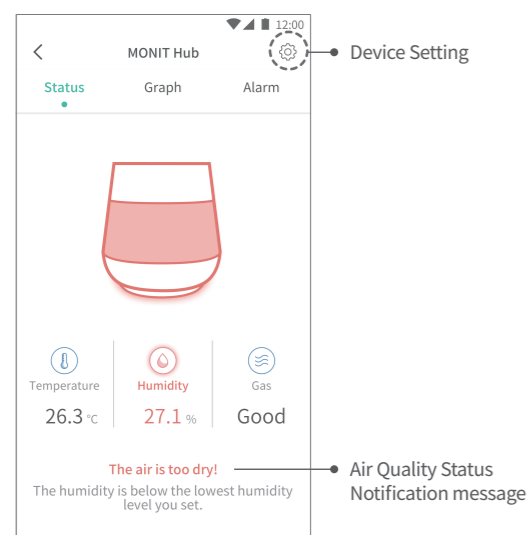 12:00
MONIT Hub
Device Setting
Status Graph Alarm
Temperature Humidity Gas
26.3 °C 27.1 % Good
The air is too dry!
Air Quality Status
Notification message
The humidity is below the lowest humidity
level you set.